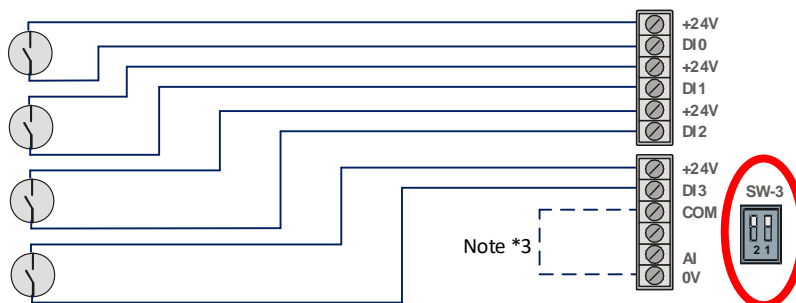 +24V
DI0
+24V
DI1
+24V
DI2
+24V
DI3
SW-3
COM
Note *3
2 1
AI
0V